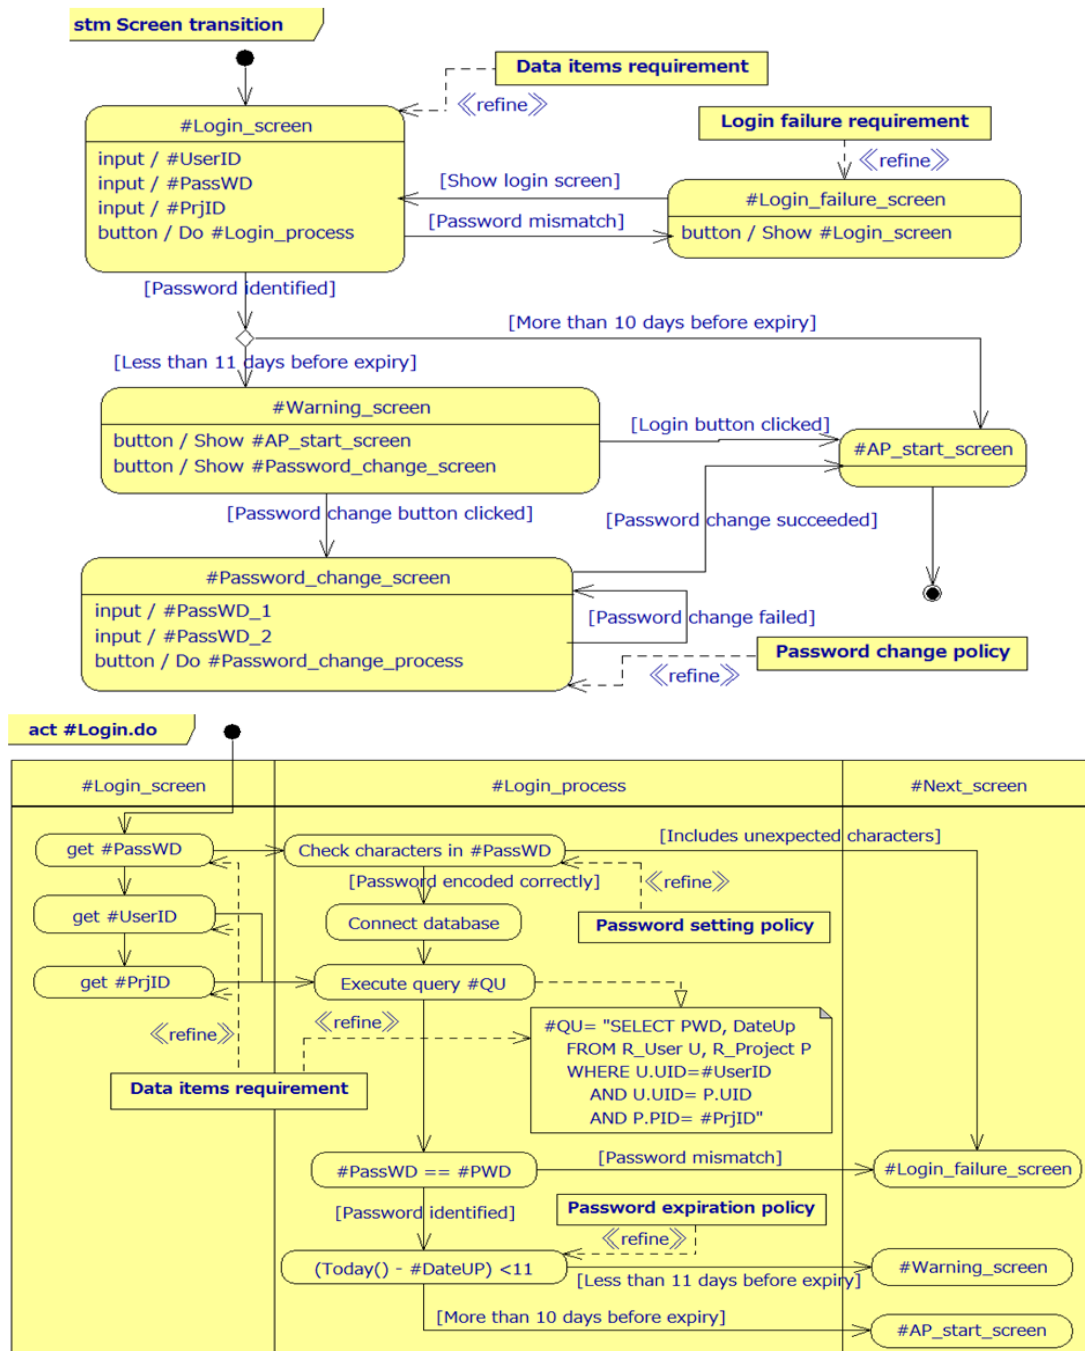 stm Screen transition
Data items requirement
≪refine≫
#Login_screen
input / #UserID
input / #PassWD
input / #PrjID
button / Do #Login_process
Login failure requirement
≪refine≫
[Show login screen]
[Password mismatch]
#Login_failure_screen
button / Show #Login_screen
[Password identified]
[More than 10 days before expiry]
[Less than 11 days before expiry]
#Warning_screen
button / Show #AP_start_screen
button / Show #Password_change_screen
[Login button clicked]
#AP_start_screen
[Password change button clicked]
[Password change succeeded]
#Password_change_screen
input / #PassWD_1
input / #PassWD_2
button / Do #Password_change_process
[Password change failed]
Password change policy
≪refine≫
act #Login.do
#Login_screen
#Login_process
#Next_screen
get #PassWD
Check characters in #PassWD
[Includes unexpected characters]
[Password encoded correctly]
≪refine≫
get #UserID
Connect database
Password setting policy
get #PrjID
Execute query #QU
≪refine≫
≪refine≫
#QU= "SELECT PWD, DateUp
FROM R_User U, R_Project P
WHERE U.UID=#UserID
AND U.UID= P.UID
AND P.PID= #PrjID"
Data items requirement
#PassWD == #PWD
[Password mismatch]
#Login_failure_screen
[Password identified]
Password expiration policy
≪refine≫
(Today() - #DateUP) <11
[Less than 11 days before expiry]
#Warning_screen
[More than 10 days before expiry]
#AP_start_screen